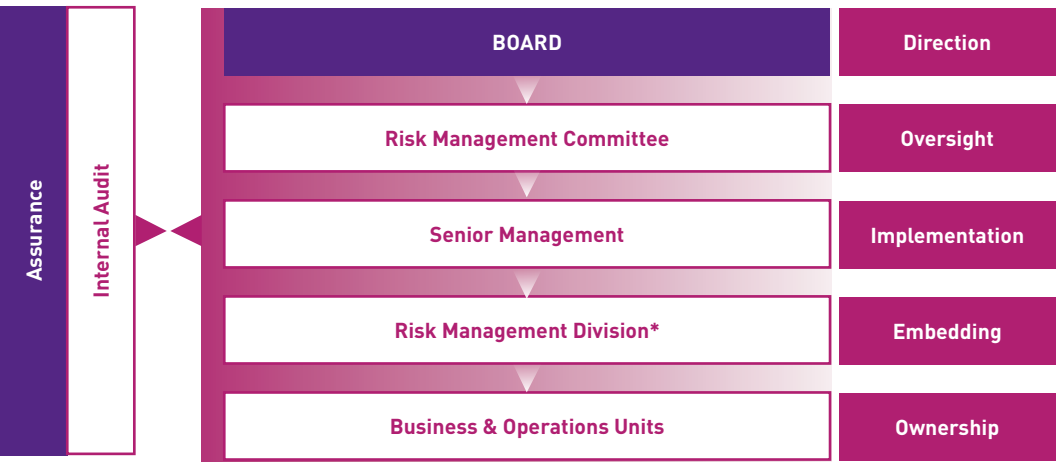 Assurance
Internal Audit
BOARD
Direction
Risk Management Committee
Oversight
Senior Management
Implementation
Risk Management Division*
Embedding
Business & Operations Units
Ownership